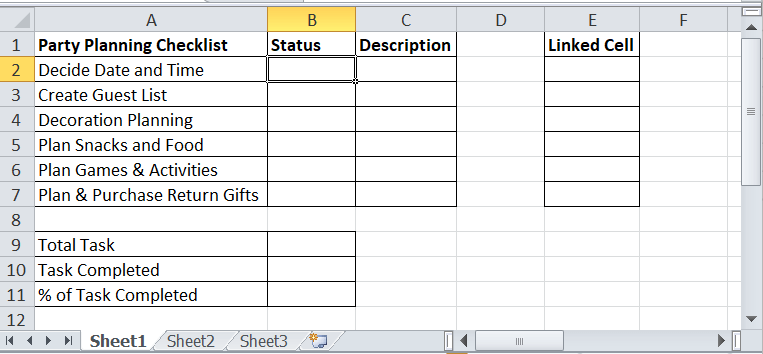 A B C D E F
1 Party Planning Checklist Status Description Linked Cell
2 Decide Date and Time
3 Create Guest List
4 Decoration Planning
5 Plan Snacks and Food
6 Plan Games & Activities
7 Plan & Purchase Return Gifts
8
9 Total Task
10 Task Completed
11 % of Task Completed
12
Sheet1 Sheet2 Sheet3